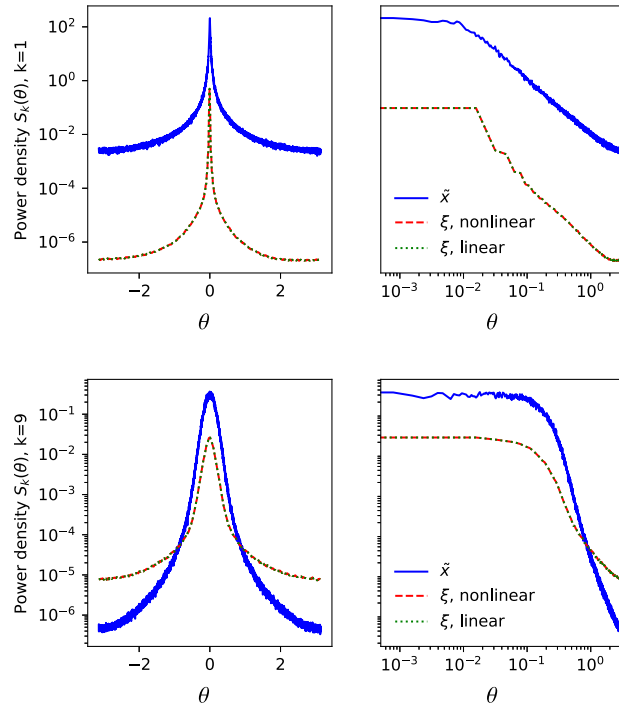 Power density S_k(θ), k=1
10^2
10^0
10^−2
10^−4
10^−6
−2 0 2
θ
x̃
ξ, nonlinear
ξ, linear
10^−3 10^−1 10^0
θ
Power density S_k(θ), k=9
10^−1
10^−2
10^−3
10^−4
10^−5
10^−6
−2 0 2
θ
x̃
ξ, nonlinear
ξ, linear
10^−3 10^−2 10^−1 10^0
θ